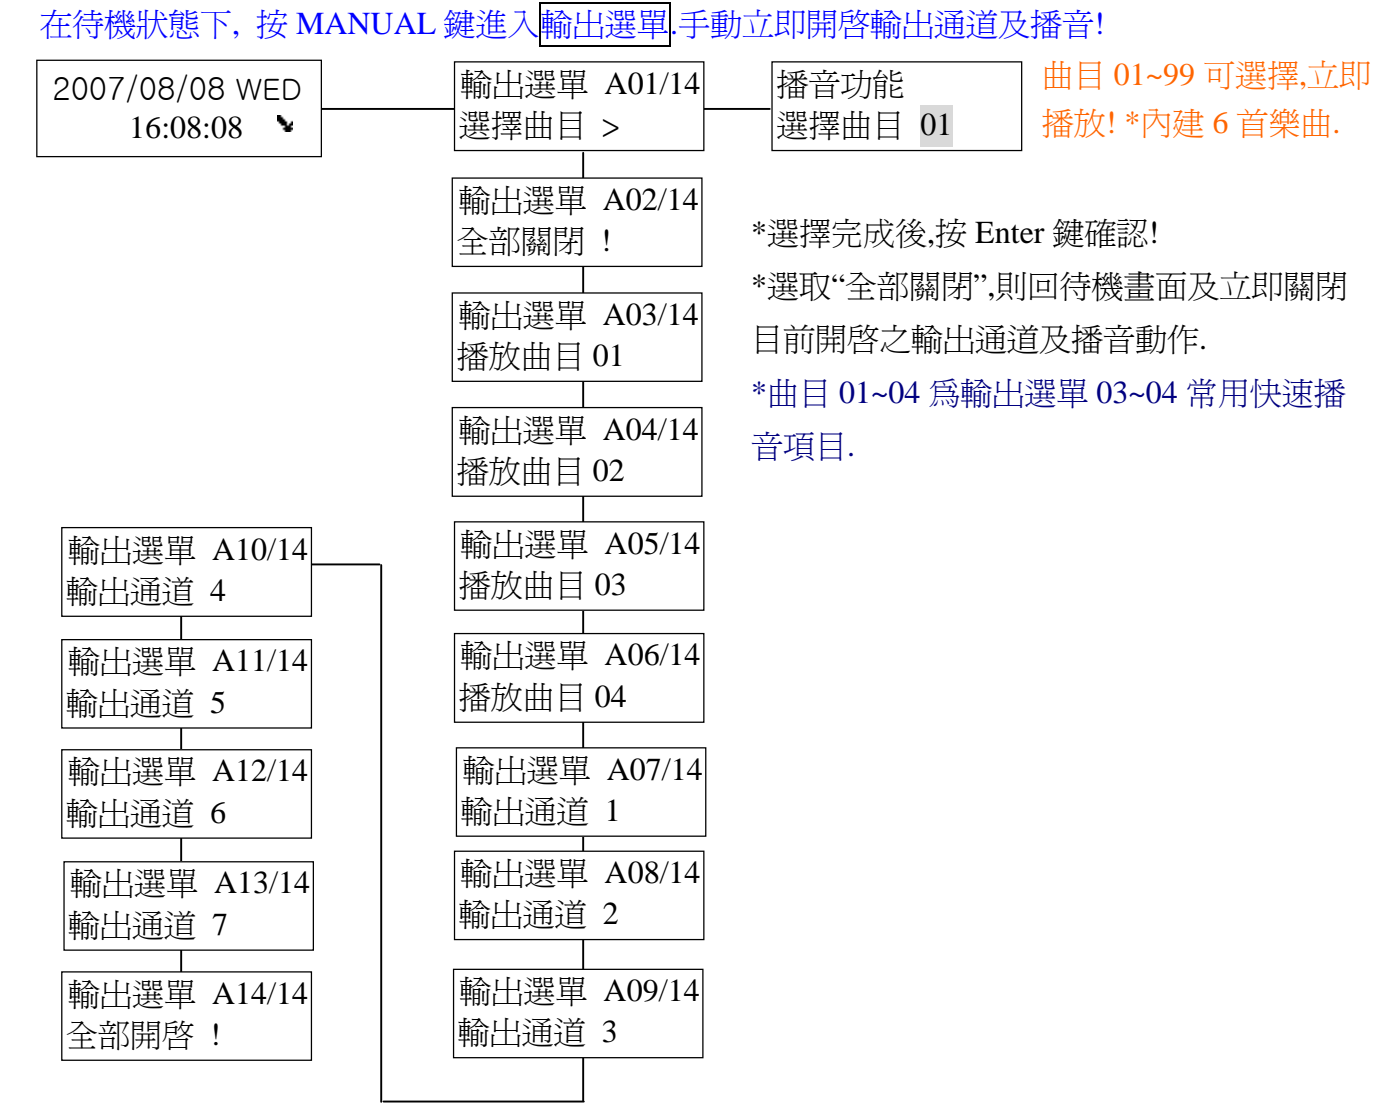 在待機狀態下, 按 MANUAL 鍵進入輸出選單.手動立即開啓輸出通道及播音!
2007/08/08 WED
16:08:08
輸出選單 A01/14
選擇曲目 >
播音功能
選擇曲目 01
曲目 01~99 可選擇,立即
播放! *內建 6 首樂曲.
輸出選單 A02/14
全部關閉 !
*選擇完成後,按 Enter 鍵確認!
*選取“全部關閉”,則回待機畫面及立即關閉
目前開啓之輸出通道及播音動作.
*曲目 01~04 爲輸出選單 03~04 常用快速播
音項目.
輸出選單 A03/14
播放曲目 01
輸出選單 A04/14
播放曲目 02
輸出選單 A05/14
播放曲目 03
輸出選單 A06/14
播放曲目 04
輸出選單 A07/14
輸出通道 1
輸出選單 A08/14
輸出通道 2
輸出選單 A09/14
輸出通道 3
輸出選單 A10/14
輸出通道 4
輸出選單 A11/14
輸出通道 5
輸出選單 A12/14
輸出通道 6
輸出選單 A13/14
輸出通道 7
輸出選單 A14/14
全部開啓 !